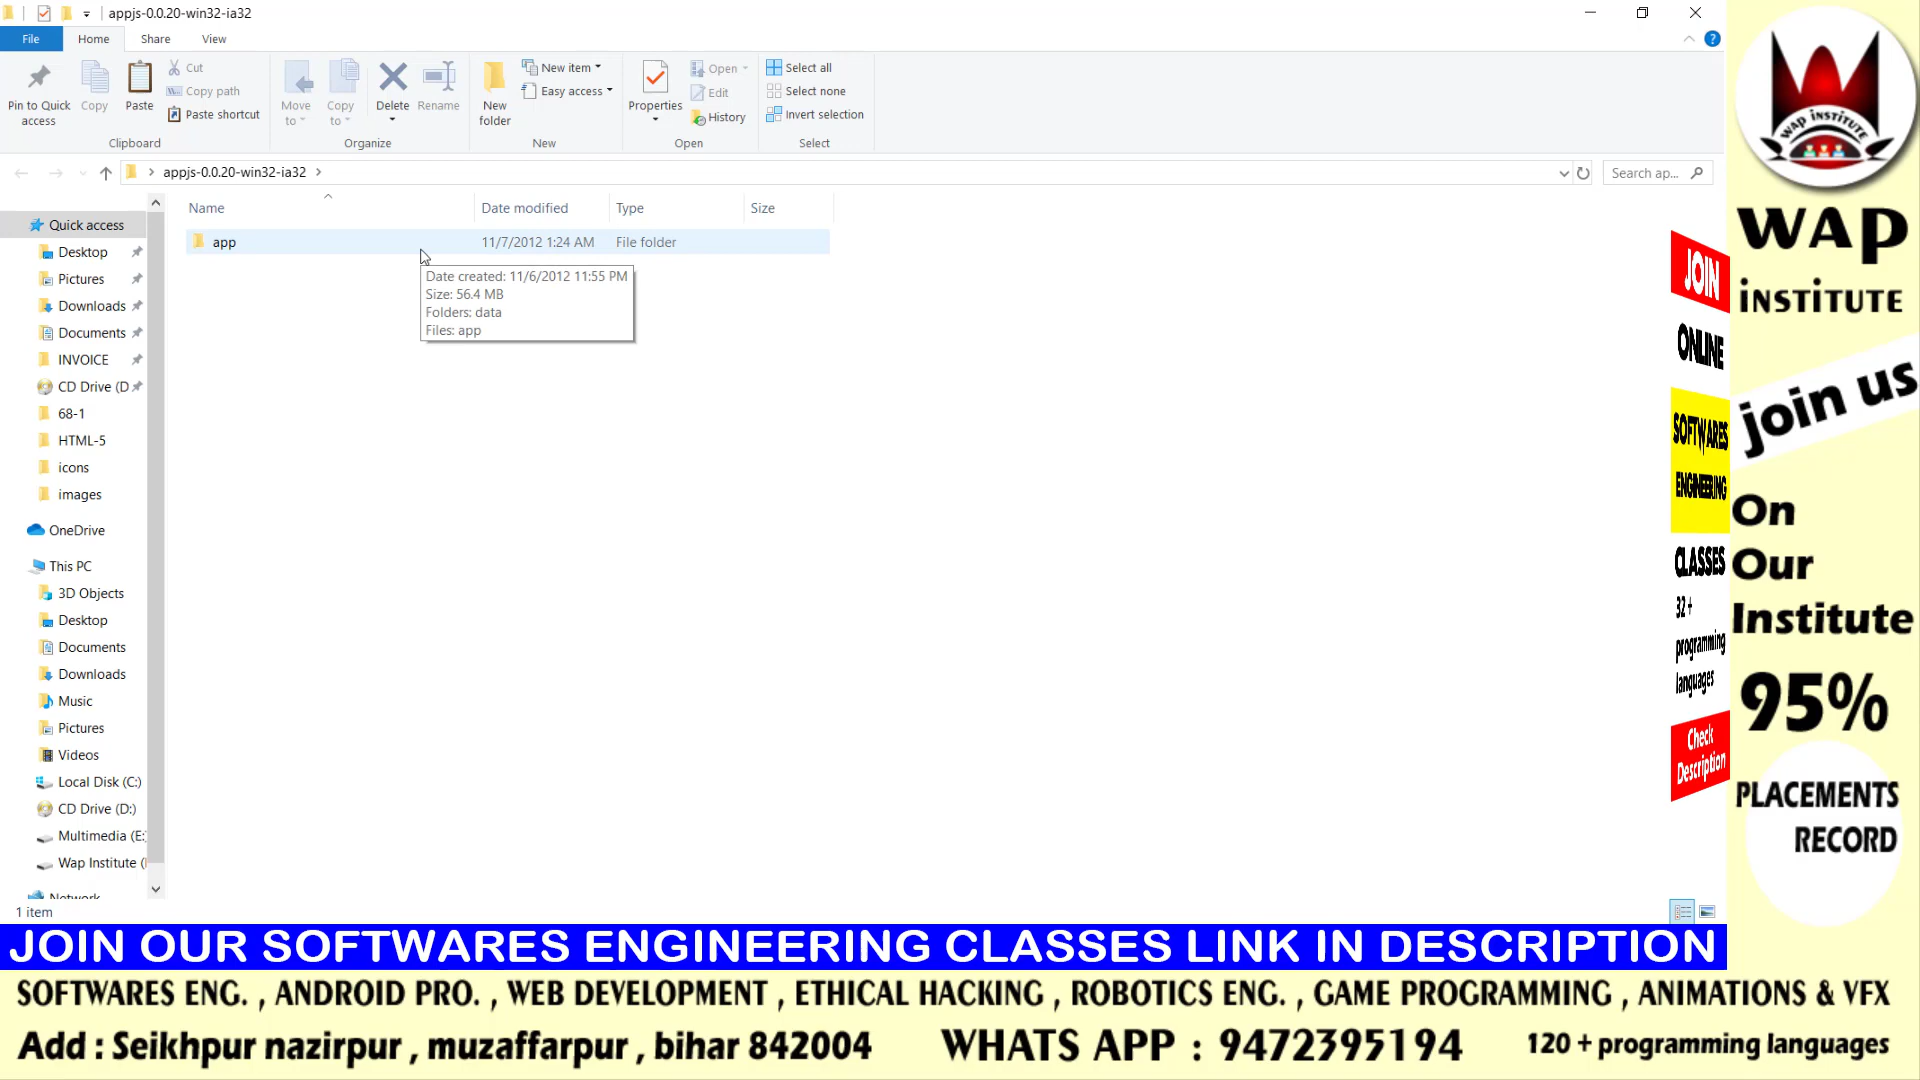 appjs-0.0.20-win32-ia32
File
Home
Share
View
Pin to Quick access
Copy
Paste
Cut
Copy path
Paste shortcut
Clipboard
Move to
Copy to
Delete
Rename
Organize
New folder
New item
Easy access
New
Properties
Open
Edit
History
Open
Select all
Select none
Invert selection
Select
appjs-0.0.20-win32-ia32
Search ap...
Name
Date modified
Type
Size
app
11/7/2012 1:24 AM
File folder
Date created: 11/6/2012 11:55 PM
Size: 56.4 MB
Folders: data
Files: app
Quick access
Desktop
Pictures
Downloads
Documents
INVOICE
CD Drive (D
68-1
HTML-5
icons
images
OneDrive
This PC
3D Objects
Desktop
Documents
Downloads
Music
Pictures
Videos
Local Disk (C:)
CD Drive (D:)
Multimedia (E:
Wap Institute (
Network
1 item
JOIN
ONLINE
SOFTWARES
ENGINEERING
CLASSES
32 +
programming
languages
Check
Description
WAP INSTITUTE
WAP
INSTITUTE
join us
On
Our
Institute
95%
PLACEMENTS
RECORD
JOIN OUR SOFTWARES ENGINEERING CLASSES LINK IN DESCRIPTION
SOFTWARES ENG. , ANDROID PRO. , WEB DEVELOPMENT , ETHICAL HACKING , ROBOTICS ENG. , GAME PROGRAMMING , ANIMATIONS & VFX
Add : Seikhpur nazirpur , muzaffarpur , bihar 842004
WHATS APP : 9472395194
120 + programming languages